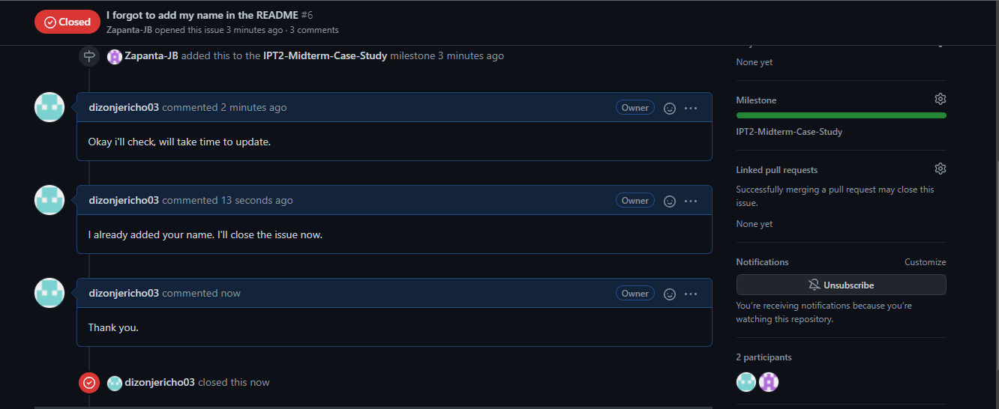 Closed
I forgot to add my name in the README #6
Zapanta-JB opened this issue 3 minutes ago · 3 comments
Zapanta-JB added this to the IPT2-Midterm-Case-Study milestone 3 minutes ago
dizonjericho03 commented 2 minutes ago
Owner
Okay i'll check, will take time to update.
dizonjericho03 commented 13 seconds ago
Owner
I already added your name. I'll close the issue now.
dizonjericho03 commented now
Owner
Thank you.
dizonjericho03 closed this now
None yet
Milestone
IPT2-Midterm-Case-Study
Linked pull requests
Successfully merging a pull request may close this
issue.
None yet
Notifications
Customize
Unsubscribe
You're receiving notifications because you're
watching this repository.
2 participants